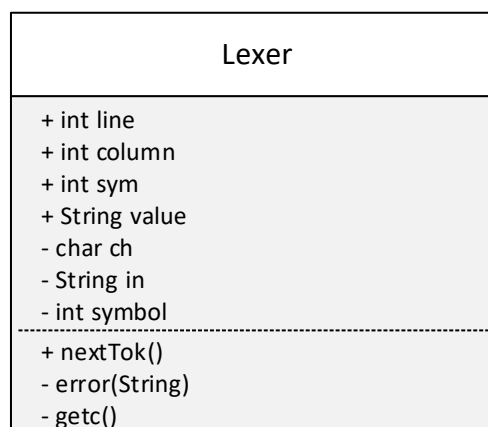 Lexer
+ int line
+ int column
+ int sym
+ String value
- char ch
- String in
- int symbol
+ nextTok()
- error(String)
- getc()